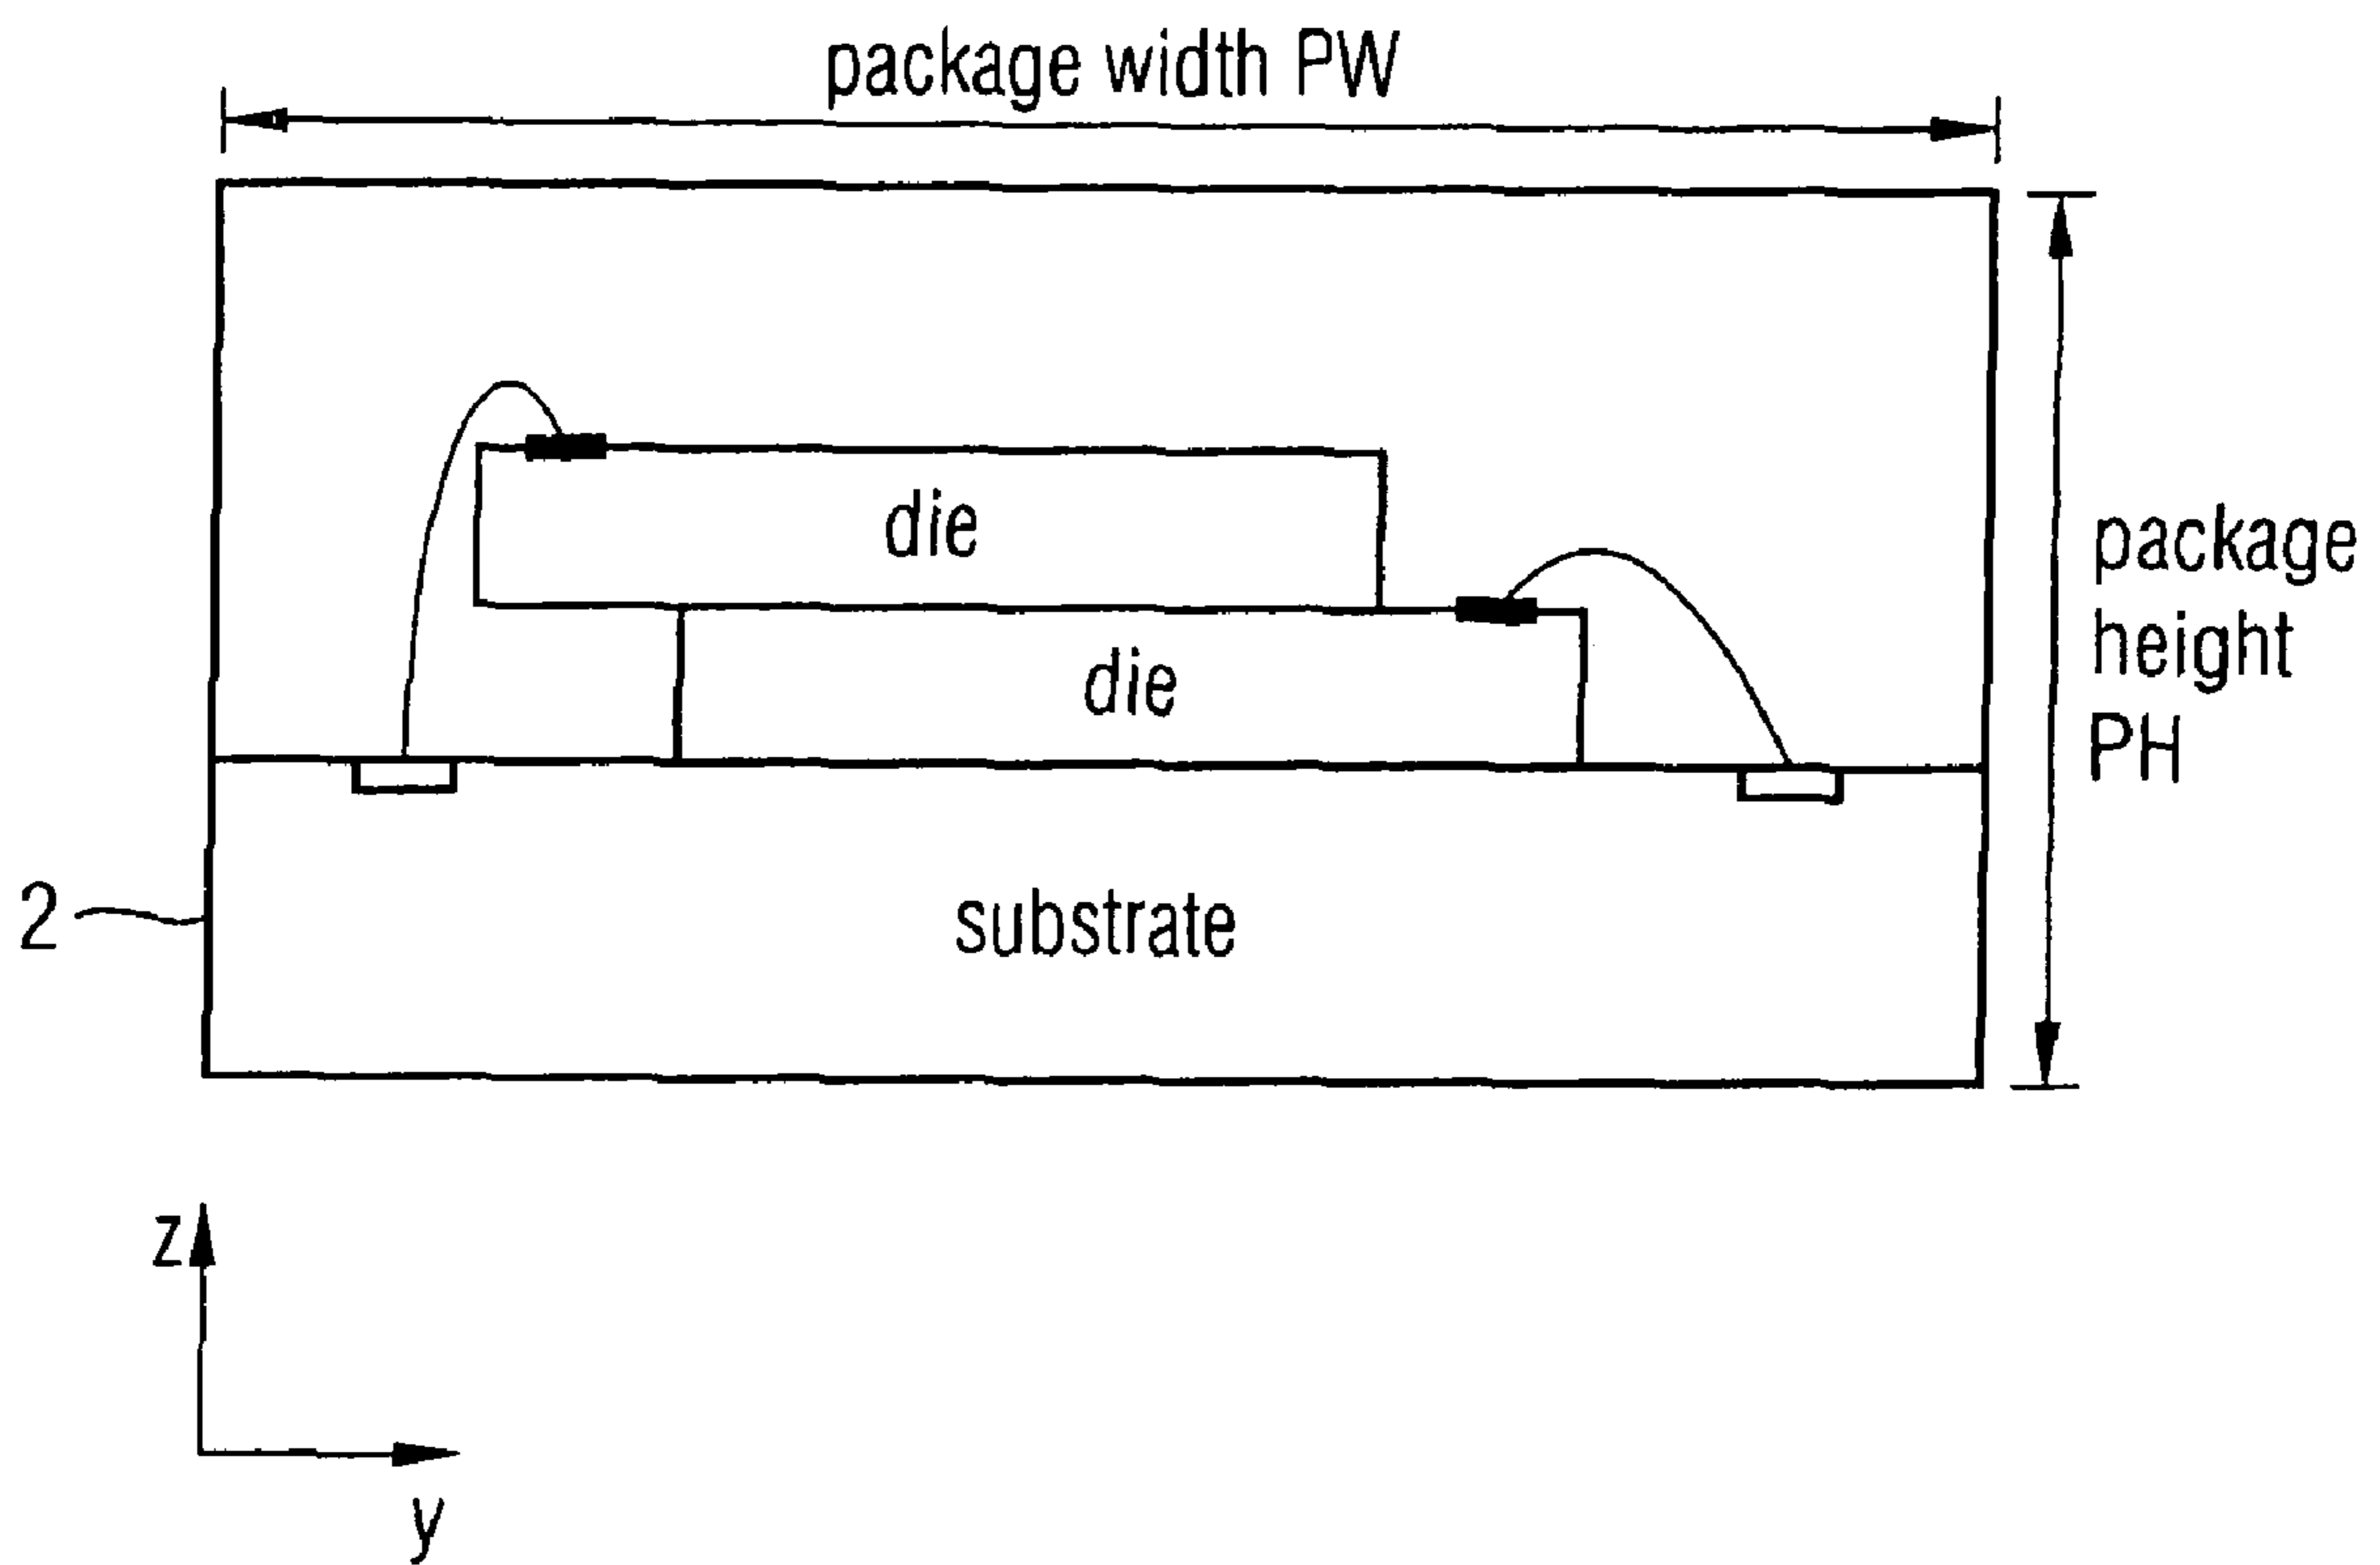 package width PW
die
die
package
height
PH
2
substrate
z
y